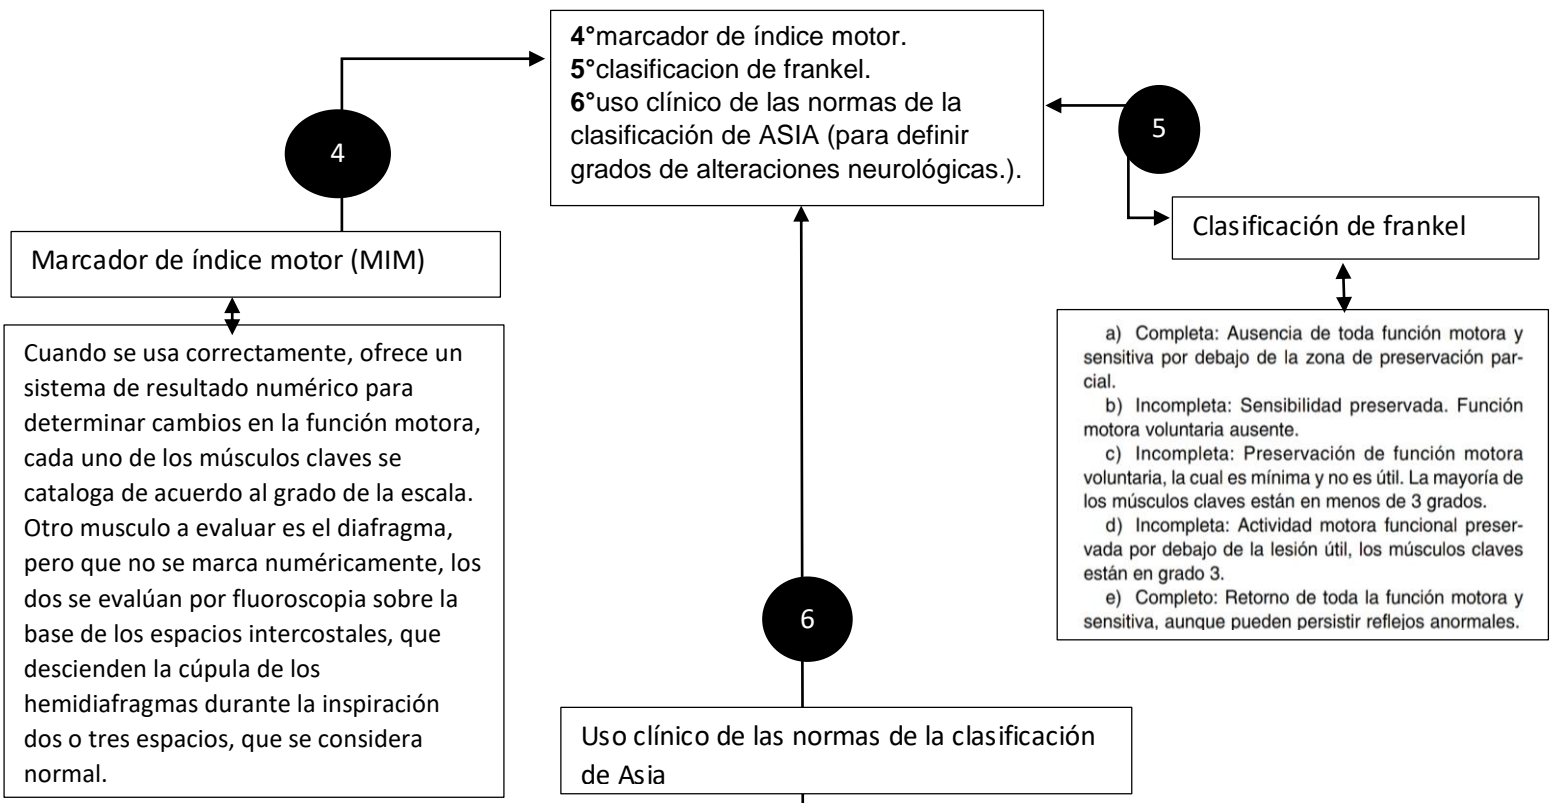 4°marcador de índice motor.
5°clasificacion de frankel.
6°uso clínico de las normas de la
clasificación de ASIA (para definir
grados de alteraciones neurológicas.).
4
5
Marcador de índice motor (MIM)
Cuando se usa correctamente, ofrece un
sistema de resultado numérico para
determinar cambios en la función motora,
cada uno de los músculos claves se
cataloga de acuerdo al grado de la escala.
Otro musculo a evaluar es el diafragma,
pero que no se marca numéricamente, los
dos se evalúan por fluoroscopia sobre la
base de los espacios intercostales, que
descienden la cúpula de los
hemidiafragmas durante la inspiración
dos o tres espacios, que se considera
normal.
Clasificación de frankel
a) Completa: Ausencia de toda función motora y
sensitiva por debajo de la zona de preservación par-
cial.
b) Incompleta: Sensibilidad preservada. Función
motora voluntaria ausente.
c) Incompleta: Preservación de función motora
voluntaria, la cual es mínima y no es útil. La mayoría de
los músculos claves están en menos de 3 grados.
d) Incompleta: Actividad motora funcional preser-
vada por debajo de la lesión útil, los músculos claves
están en grado 3.
e) Completo: Retorno de toda la función motora y
sensitiva, aunque pueden persistir reflejos anormales.
6
Uso clínico de las normas de la clasificación
de Asia